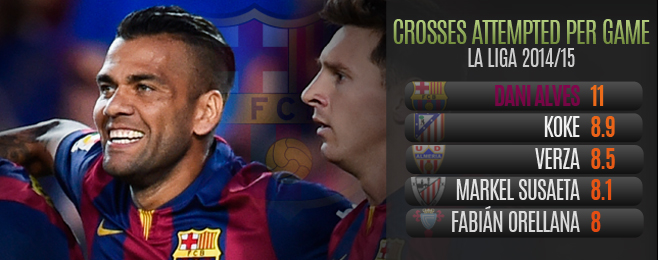 CROSSES ATTEMPTED PER GAME
LA LIGA 2014/15
DANI ALVES 11
KOKE 8.9
VERZA 8.5
MARKEL SUSAETA 8.1
FABIÁN ORELLANA 8
F C B
U D
ALMERIA